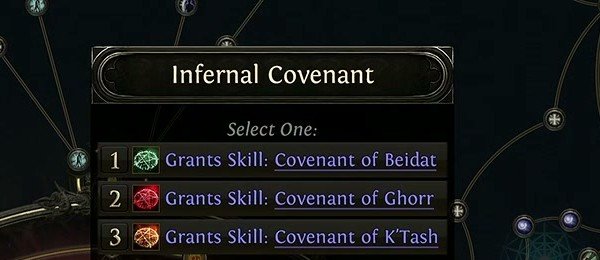 Infernal Covenant
Select One:
1 Grants Skill: Covenant of Beidat
2 Grants Skill: Covenant of Ghorr
3 Grants Skill: Covenant of K'Tash